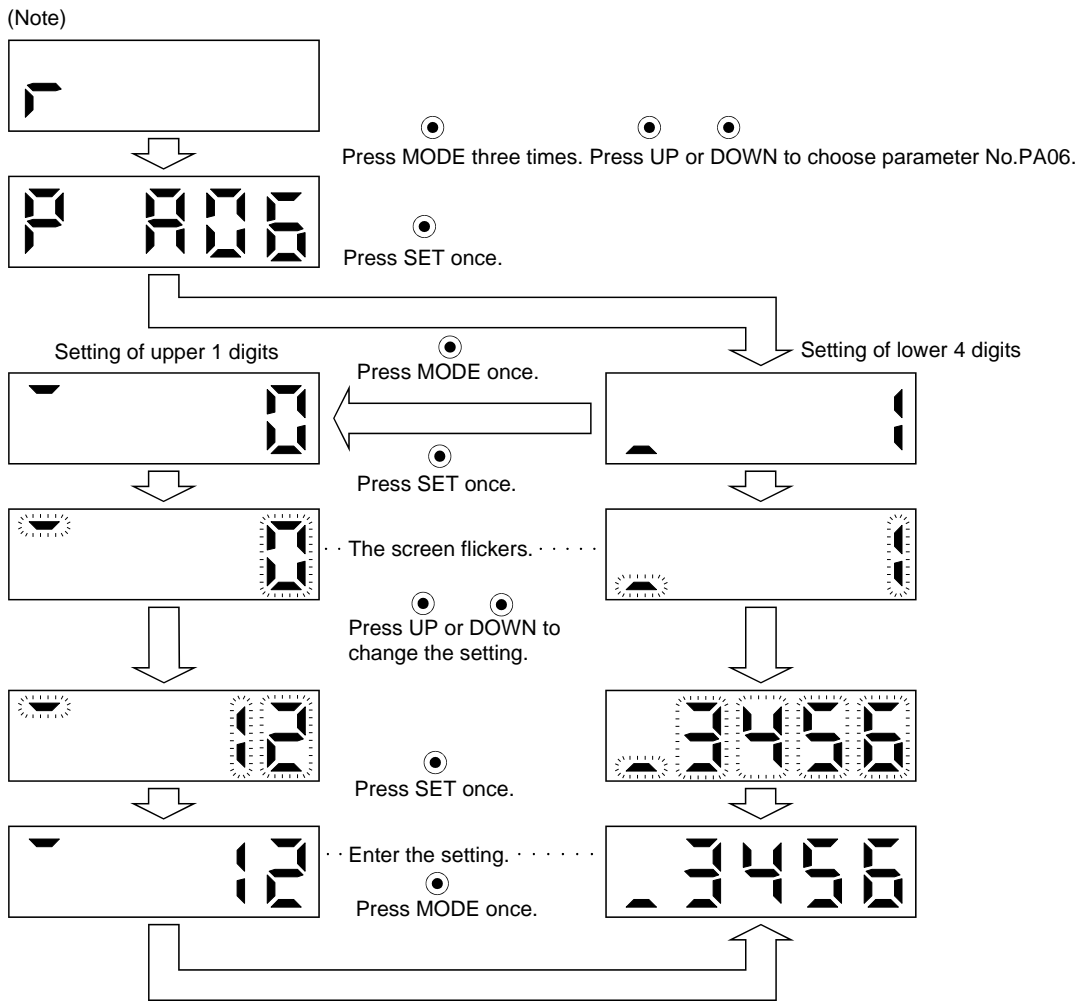 (Note)
r
Press MODE three times. Press UP or DOWN to choose parameter No.PA06.
P A06
Press SET once.
Setting of upper 1 digits
Press MODE once.
Setting of lower 4 digits
- 0
_ 1
Press SET once.
- 0
The screen flickers.
_ 1
Press UP or DOWN to
change the setting.
- 12
_ 3456
Press SET once.
- 12
Enter the setting.
_ 3456
Press MODE once.